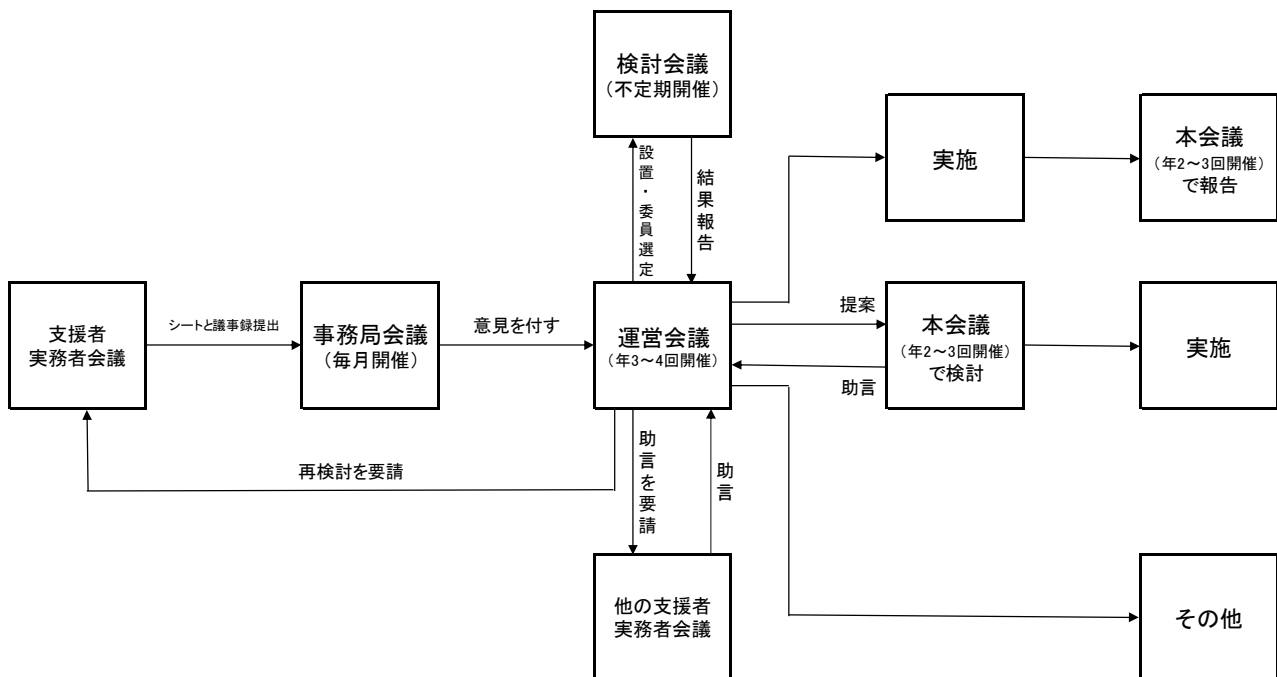 検討会議
（不定期開催）
設置・委員選定
結果報告
実施
本会議
（年2～3回開催）
で報告
支援者
実務者会議
シートと議事録提出
事務局会議
（毎月開催）
意見を付す
運営会議
（年3～4回開催）
提案
助言
本会議
（年2～3回開催）
で検討
実施
再検討を要請
助言を要請
助言
他の支援者
実務者会議
その他